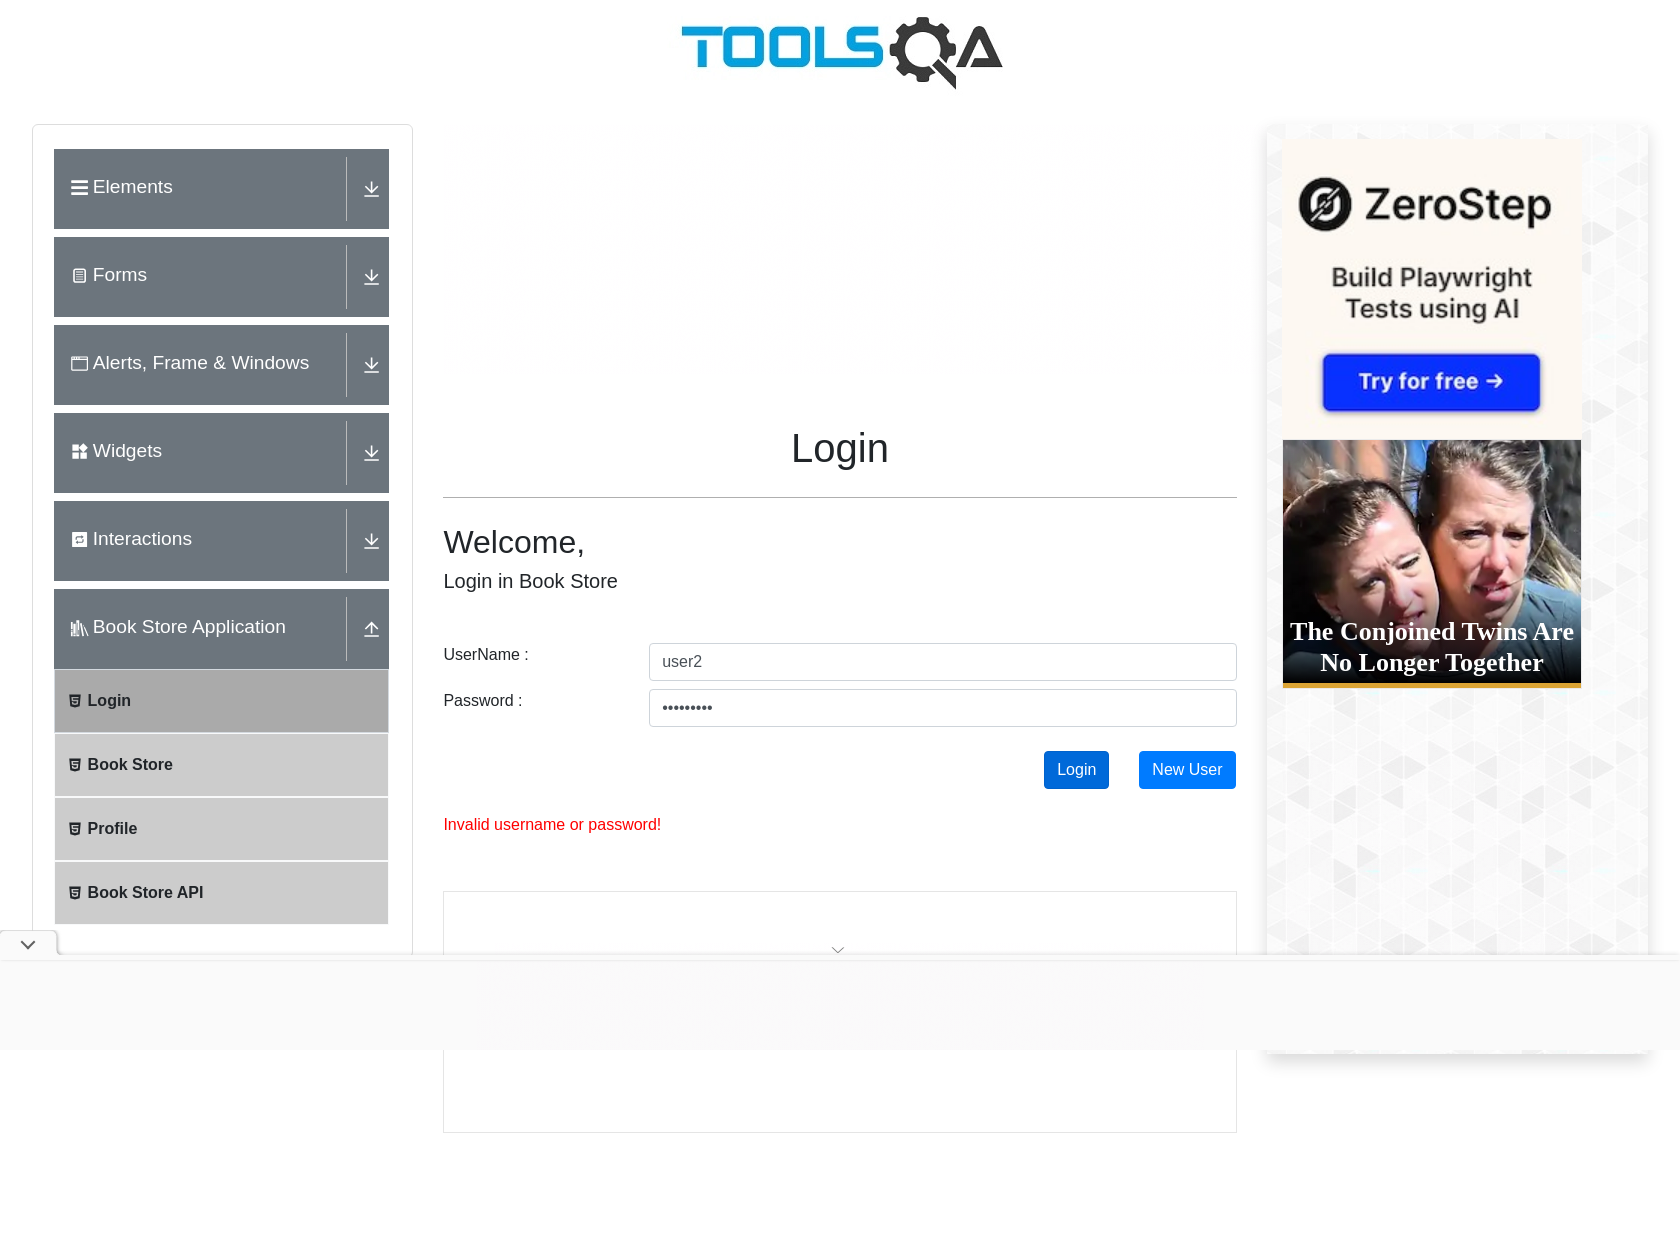 TOOLSQA
Elements
Forms
Alerts, Frame & Windows
Widgets
Interactions
Book Store Application
Login
Book Store
Profile
Book Store API
Login
Welcome,
Login in Book Store
UserName :
user2
Password :
•••••••••
Login
New User
Invalid username or password!
ZeroStep
Build Playwright
Tests using AI
Try for free →
The Conjoined Twins Are
No Longer Together